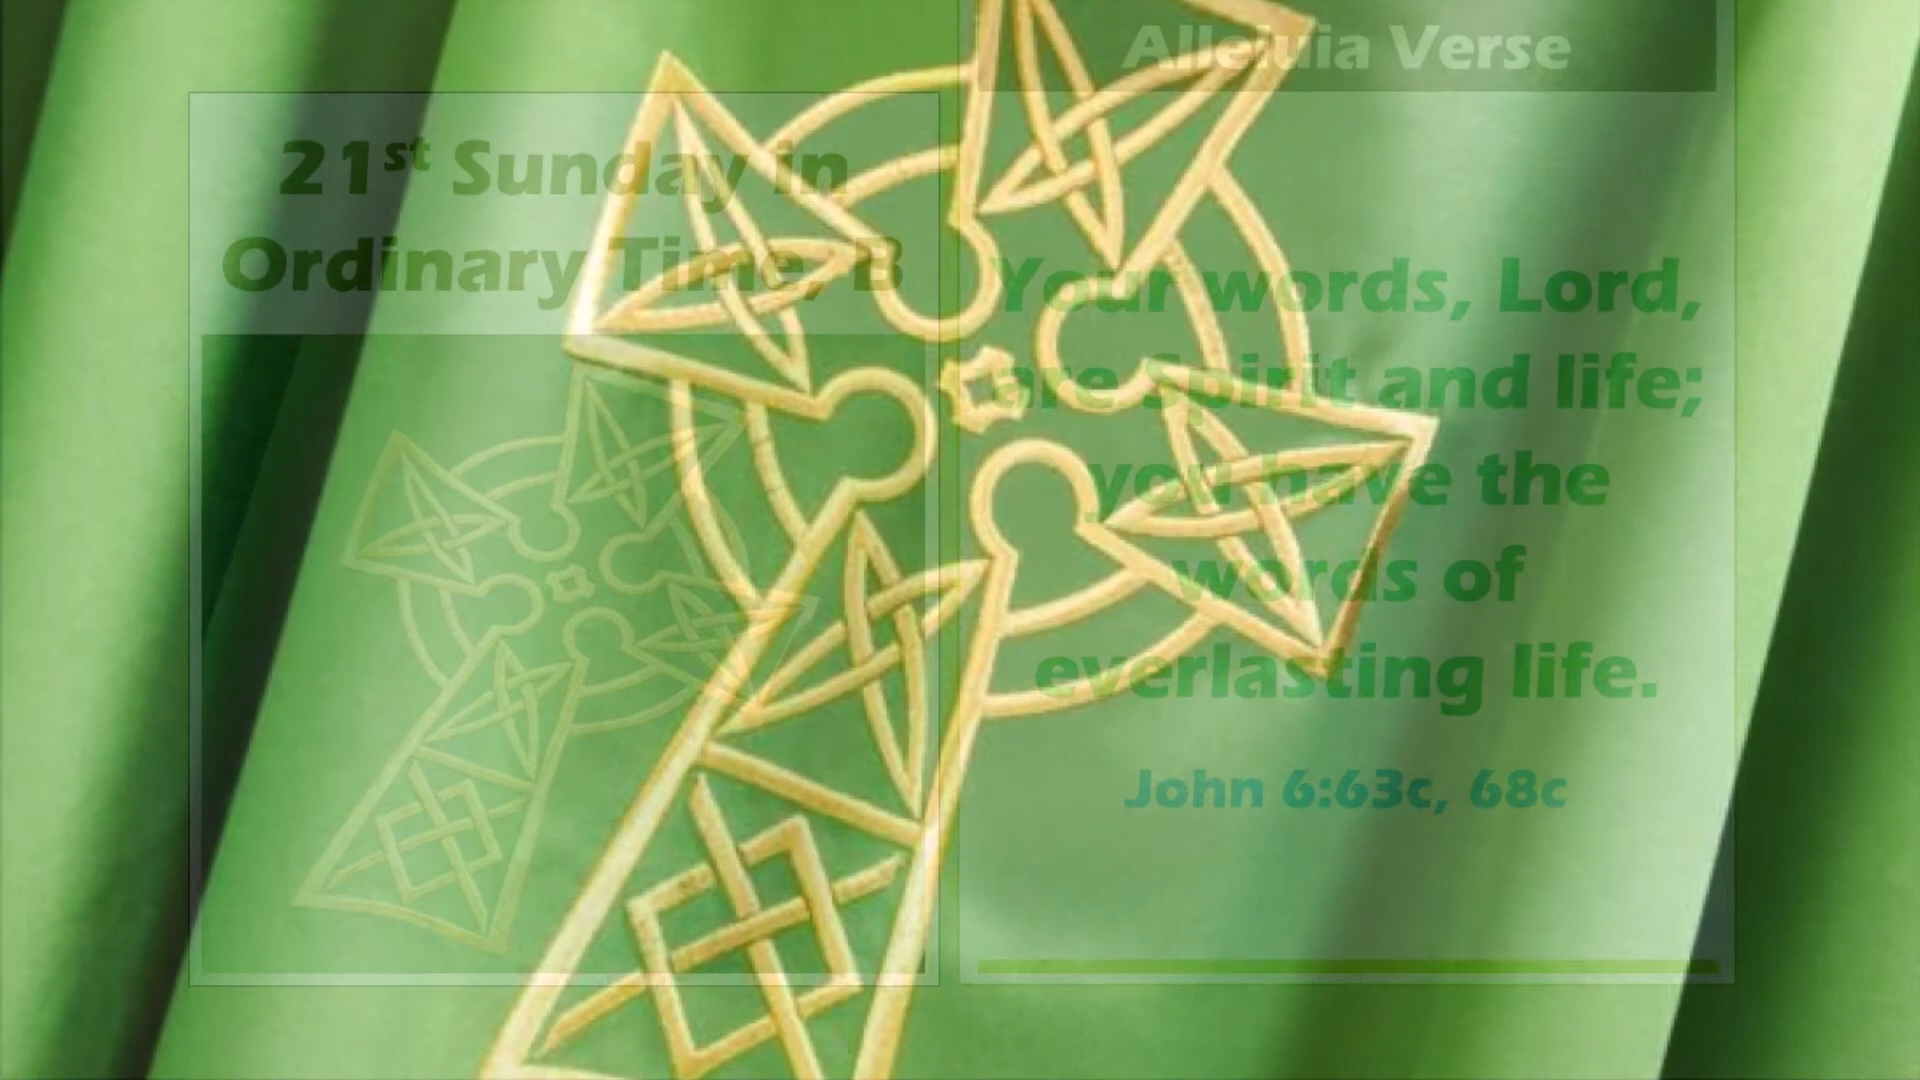 21st Sunday in
Ordinary Time, B
Alleluia Verse
Your words, Lord,
are Spirit and life;
you have the
words of
everlasting life.
John 6:63c, 68c